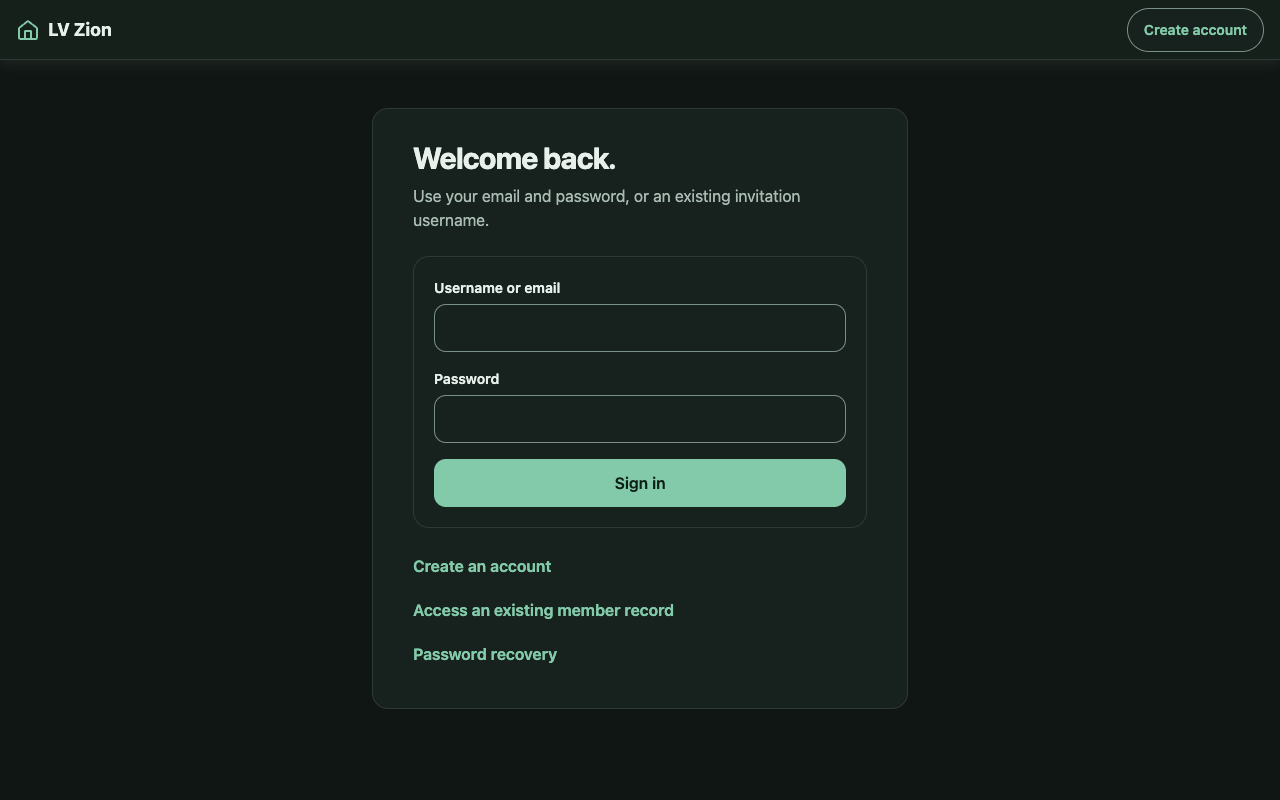 LV Zion
Create account
Welcome back.
Use your email and password, or an existing invitation
username.
Username or email
Password
Sign in
Create an account
Access an existing member record
Password recovery